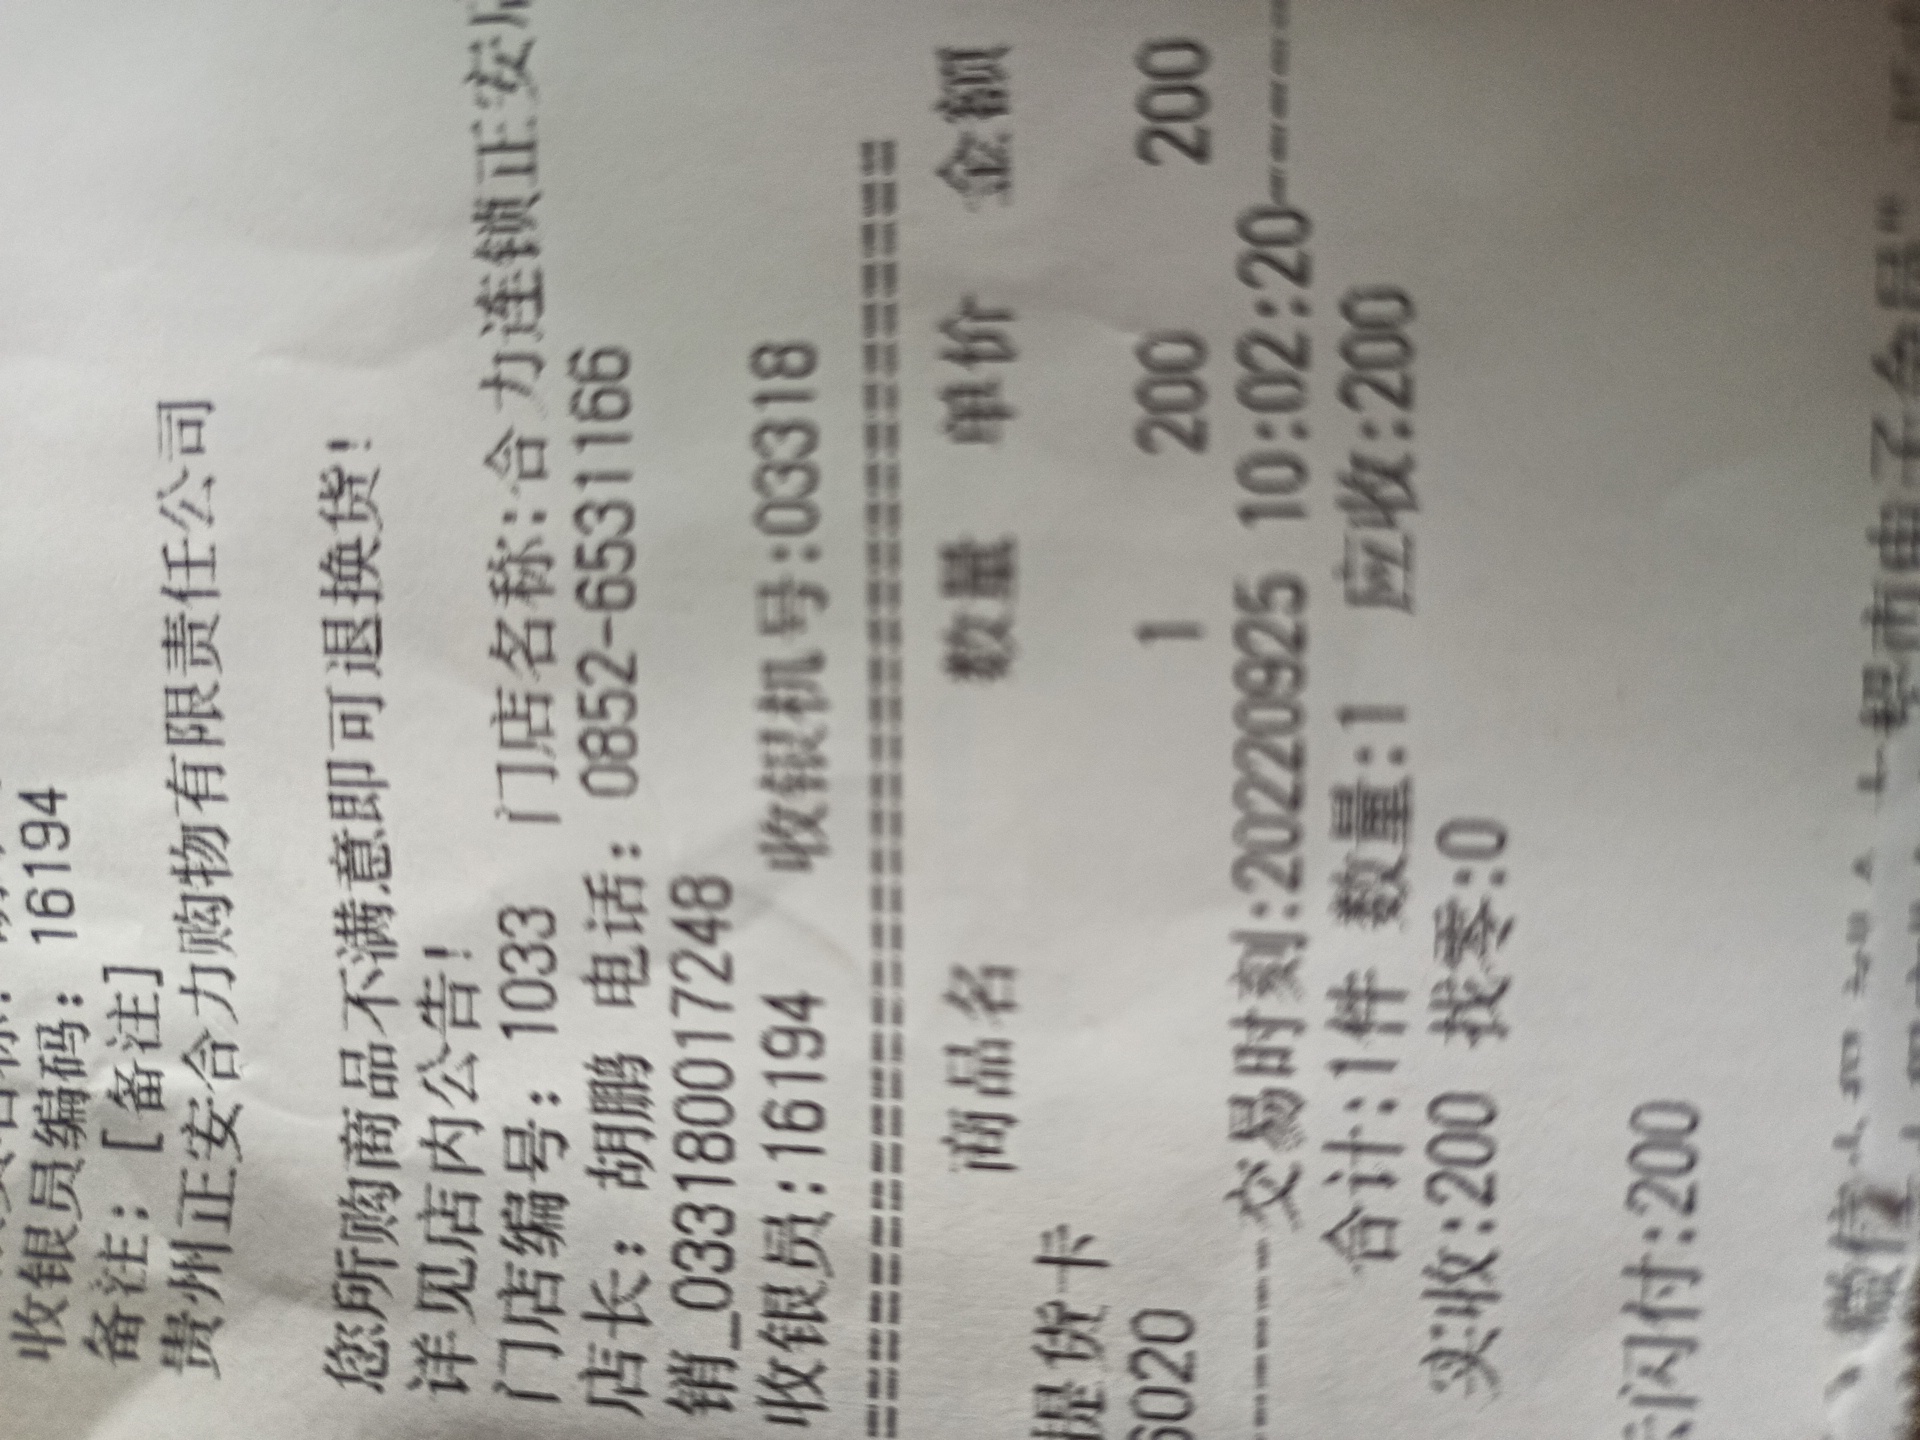 收银员编码: 16194
备注: [备注]
贵州正安合力购物有限责任公司
您所购商品不满意即可退换货!
详见店内公告!
门店编号: 1033 门店名称:合力连锁正安店
店长: 胡鹏 电话: 0852-6531166
销_0331800017248
收银员:16194 收银机号:03318
==========================================
商品名 数量 单价 金额
提货卡
6020 1 200 200
----交易时刻:20220925 10:02:20----
合计:1件 数量:1 应收:200
实收:200 找零:0
闪付:200